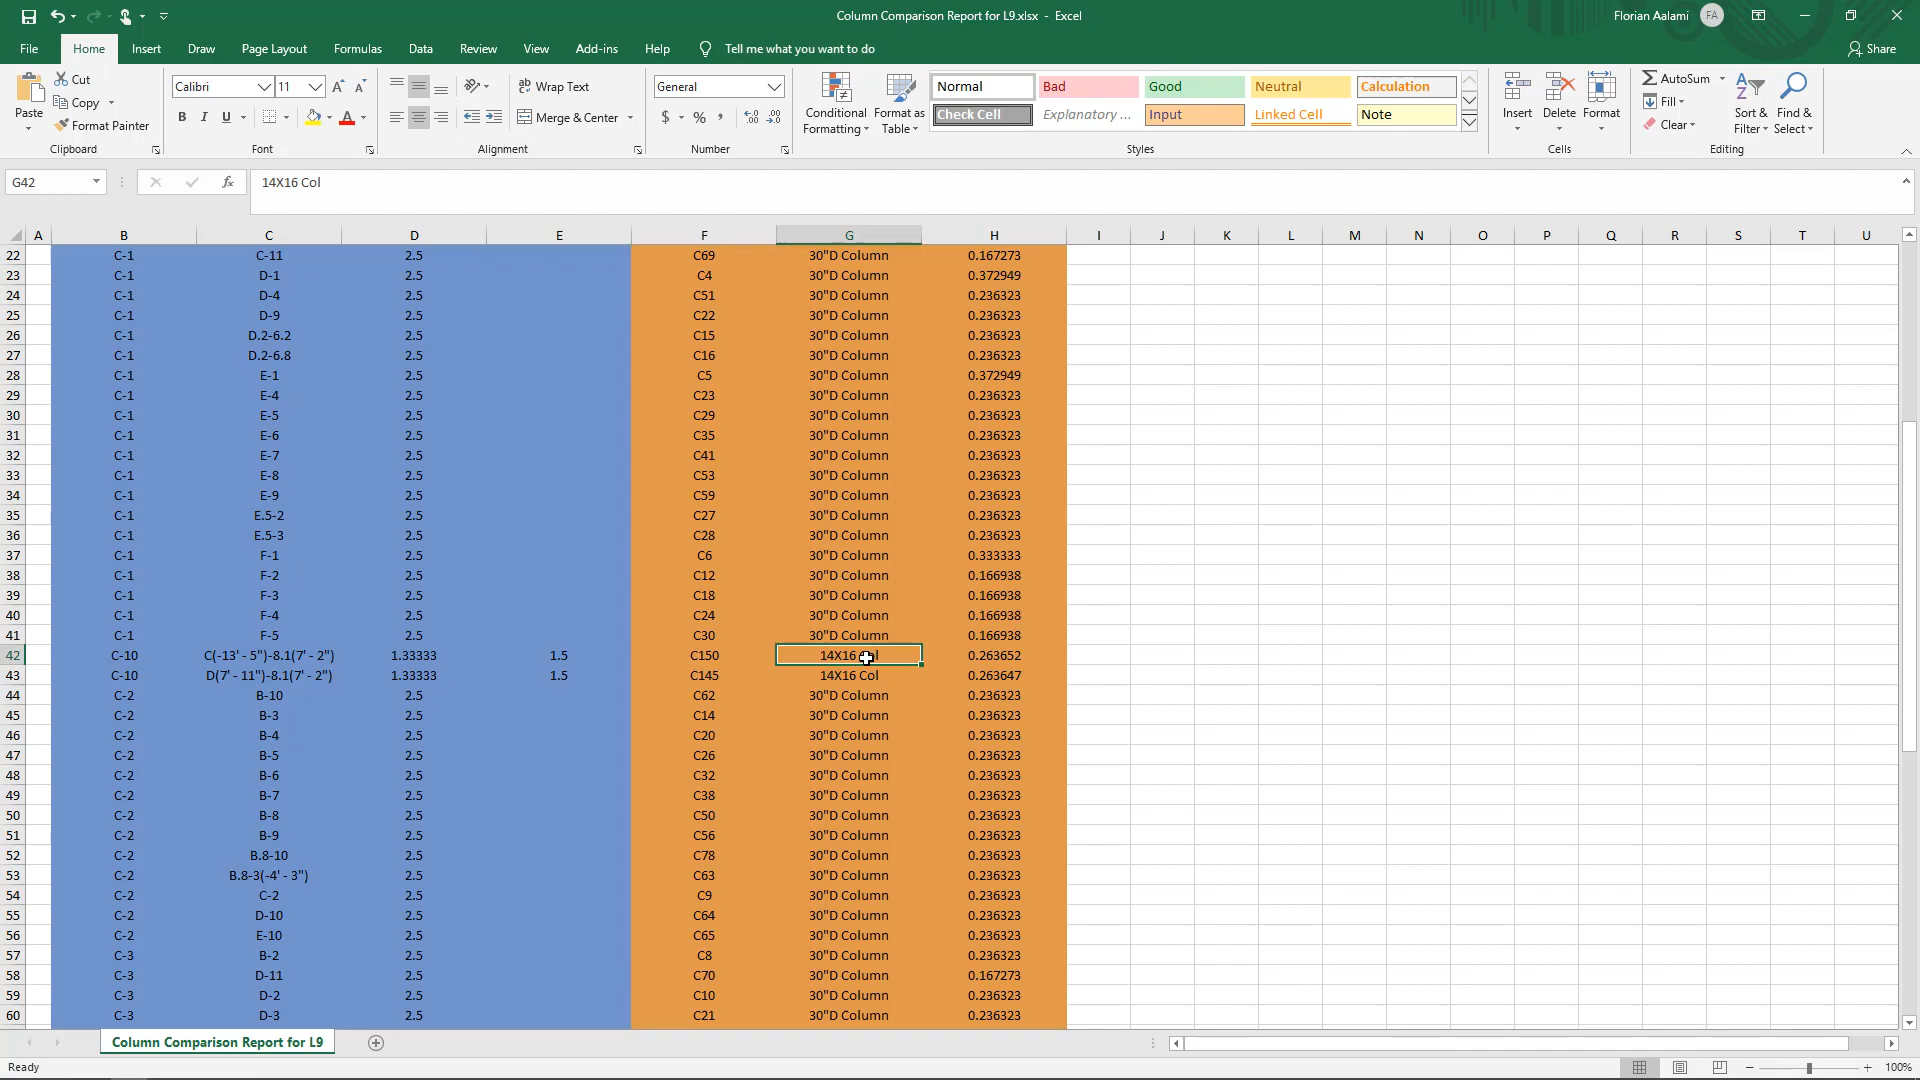 Column Comparison Report for L9.xlsx - Excel
Florian Aalami FA
File Home Insert Draw Page Layout Formulas Data Review View Add-ins Help Tell me what you want to do Share
Paste Cut Copy Format Painter Clipboard
Calibri 11 A A B I U A Font
Wrap Text Merge & Center Alignment
General $ % , Number
Conditional Formatting Format as Table
Normal Bad Good Neutral Calculation
Check Cell Explanatory ... Input Linked Cell Note
Styles
Insert Delete Format Cells
AutoSum Fill Clear Sort & Filter Find & Select Editing
G42 fx 14X16 Col
A B C D E F G H I J K L M N O P Q R S T U
22 C-1 C-11 2.5 C69 30"D Column 0.167273
23 C-1 D-1 2.5 C4 30"D Column 0.372949
24 C-1 D-4 2.5 C51 30"D Column 0.236323
25 C-1 D-9 2.5 C22 30"D Column 0.236323
26 C-1 D.2-6.2 2.5 C15 30"D Column 0.236323
27 C-1 D.2-6.8 2.5 C16 30"D Column 0.236323
28 C-1 E-1 2.5 C5 30"D Column 0.372949
29 C-1 E-4 2.5 C23 30"D Column 0.236323
30 C-1 E-5 2.5 C29 30"D Column 0.236323
31 C-1 E-6 2.5 C35 30"D Column 0.236323
32 C-1 E-7 2.5 C41 30"D Column 0.236323
33 C-1 E-8 2.5 C53 30"D Column 0.236323
34 C-1 E-9 2.5 C59 30"D Column 0.236323
35 C-1 E.5-2 2.5 C27 30"D Column 0.236323
36 C-1 E.5-3 2.5 C28 30"D Column 0.236323
37 C-1 F-1 2.5 C6 30"D Column 0.333333
38 C-1 F-2 2.5 C12 30"D Column 0.166938
39 C-1 F-3 2.5 C18 30"D Column 0.166938
40 C-1 F-4 2.5 C24 30"D Column 0.166938
41 C-1 F-5 2.5 C30 30"D Column 0.166938
42 C-10 C(-13' - 5")-8.1(7' - 2") 1.33333 1.5 C150 14X16 Col 0.263652
43 C-10 D(7' - 11")-8.1(7' - 2") 1.33333 1.5 C145 14X16 Col 0.263647
44 C-2 B-10 2.5 C62 30"D Column 0.236323
45 C-2 B-3 2.5 C14 30"D Column 0.236323
46 C-2 B-4 2.5 C20 30"D Column 0.236323
47 C-2 B-5 2.5 C26 30"D Column 0.236323
48 C-2 B-6 2.5 C32 30"D Column 0.236323
49 C-2 B-7 2.5 C38 30"D Column 0.236323
50 C-2 B-8 2.5 C50 30"D Column 0.236323
51 C-2 B-9 2.5 C56 30"D Column 0.236323
52 C-2 B.8-10 2.5 C78 30"D Column 0.236323
53 C-2 B.8-3(-4' - 3") 2.5 C63 30"D Column 0.236323
54 C-2 C-2 2.5 C9 30"D Column 0.236323
55 C-2 D-10 2.5 C64 30"D Column 0.236323
56 C-2 E-10 2.5 C65 30"D Column 0.236323
57 C-3 B-2 2.5 C8 30"D Column 0.236323
58 C-3 D-11 2.5 C70 30"D Column 0.167273
59 C-3 D-2 2.5 C10 30"D Column 0.236323
60 C-3 D-3 2.5 C21 30"D Column 0.236323
Column Comparison Report for L9
Ready 100%